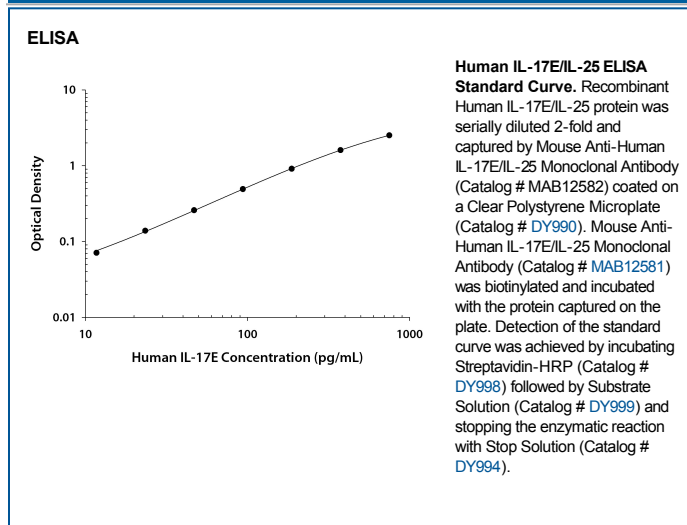 ELISA
10
1
0.1
0.01
Optical Density
10
100
1000
Human IL-17E Concentration (pg/mL)
Human IL-17E/IL-25 ELISA
Standard Curve. Recombinant
Human IL-17E/IL-25 protein was
serially diluted 2-fold and
captured by Mouse Anti-Human
IL-17E/IL-25 Monoclonal Antibody
(Catalog # MAB12582) coated on
a Clear Polystyrene Microplate
(Catalog # DY990). Mouse Anti-
Human IL-17E/IL-25 Monoclonal
Antibody (Catalog # MAB12581)
was biotinylated and incubated
with the protein captured on the
plate. Detection of the standard
curve was achieved by incubating
Streptavidin-HRP (Catalog #
DY998) followed by Substrate
Solution (Catalog # DY999) and
stopping the enzymatic reaction
with Stop Solution (Catalog #
DY994).